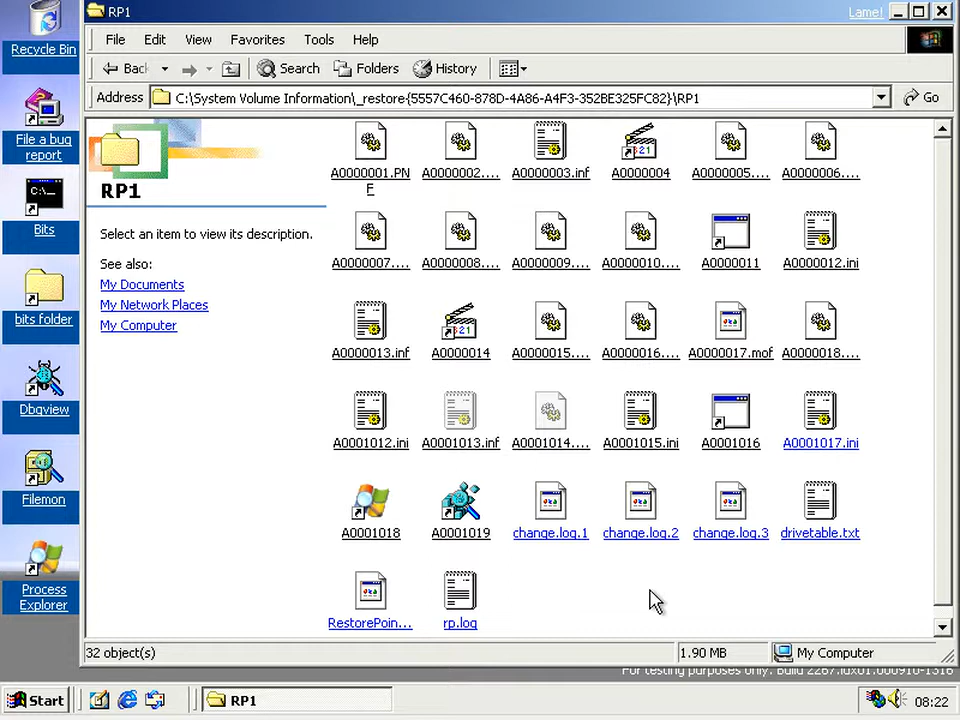 RP1
Lame!
File Edit View Favorites Tools Help
Back Search Folders History
Address C:\System Volume Information\_restore{5557C460-878D-4A86-A4F3-352BE325FC82}\RP1 Go
Recycle Bin
File a bug
report
Bits
bits folder
Dbgview
Filemon
Process
Explorer
RP1
Select an item to view its description.
See also:
My Documents
My Network Places
My Computer
A0000001.PN
F
A0000002.... A0000003.inf A0000004 A0000005.... A0000006....
A0000007.... A0000008.... A0000009.... A0000010.... A0000011 A0000012.ini
A0000013.inf A0000014 A0000015.... A0000016.... A0000017.mof A0000018....
A0001012.ini A0001013.inf A0001014.... A0001015.ini A0001016 A0001017.ini
A0001018 A0001019 change.log.1 change.log.2 change.log.3 drivetable.txt
RestorePoin... rp.log
32 object(s) 1.90 MB My Computer
For testing purposes only. Build 2267.idx01.000910-1316
Start RP1 08:22